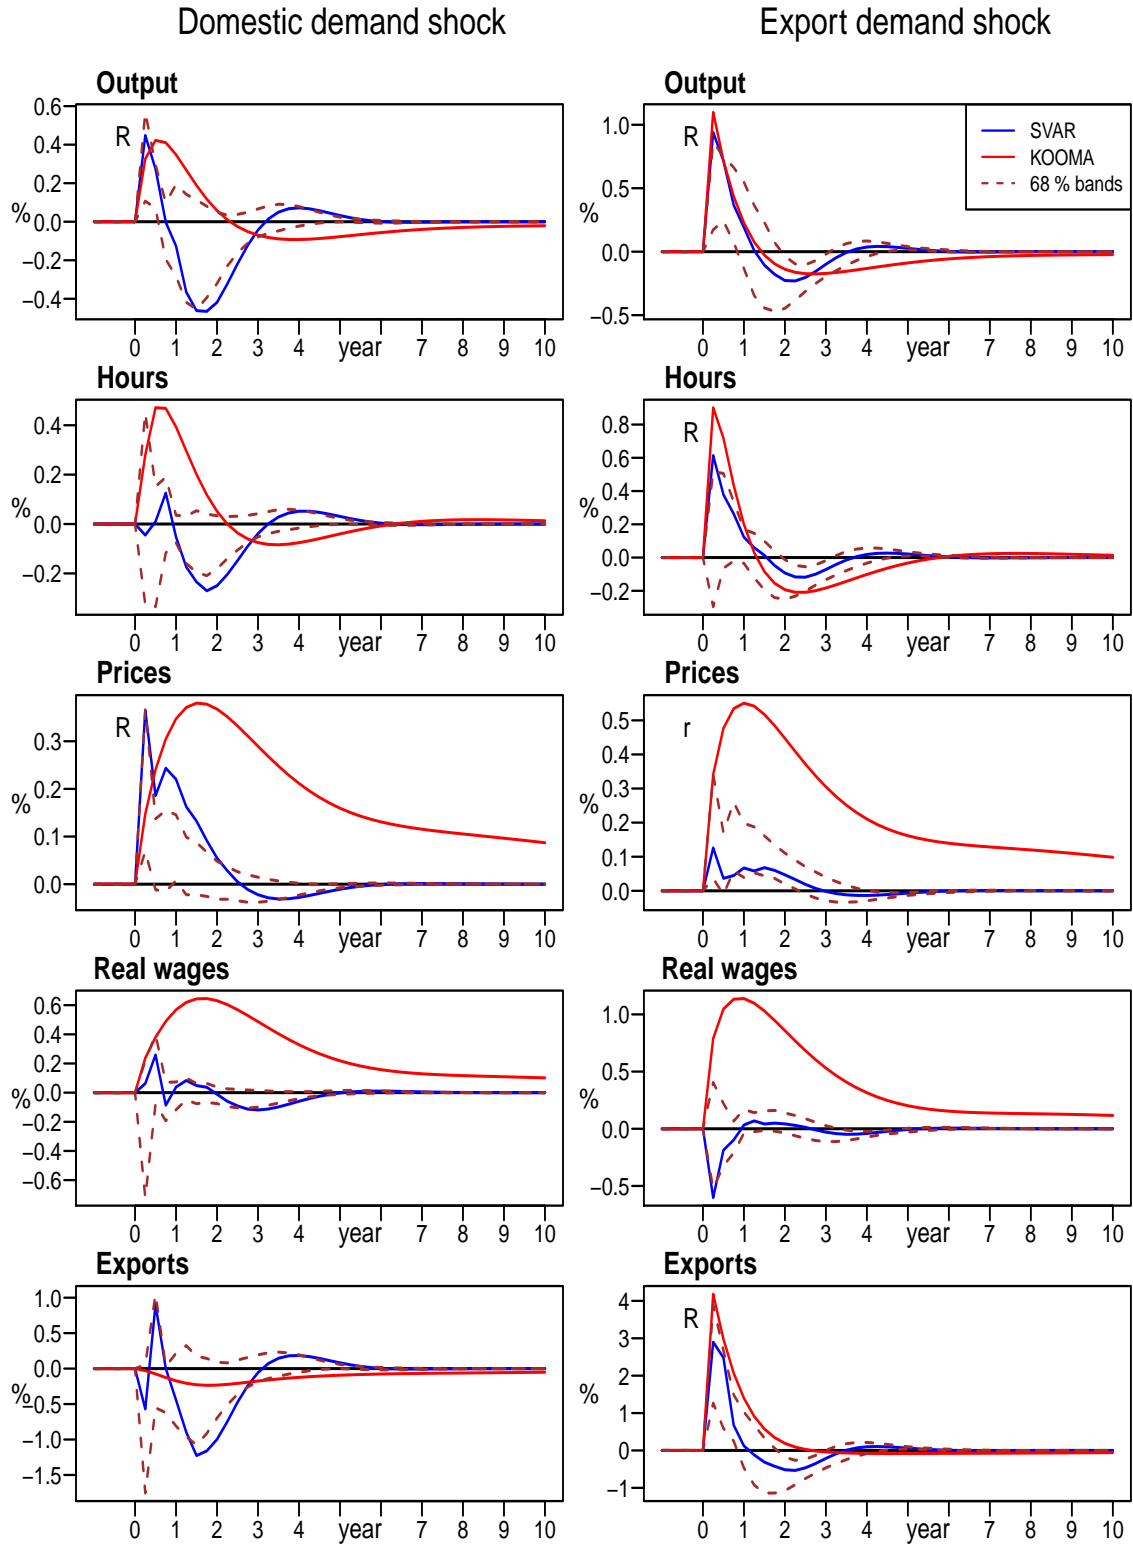 Domestic demand shock
Export demand shock
Output
0.6
0.4
0.2
0.0
−0.2
−0.4
%
R
0 1 2 3 4 year 7 8 9 10
Output
1.0
0.5
0.0
−0.5
%
R
SVAR
KOOMA
68 % bands
0 1 2 3 4 year 7 8 9 10
Hours
0.4
0.2
0.0
−0.2
%
0 1 2 3 4 year 7 8 9 10
Hours
0.8
0.6
0.4
0.2
0.0
−0.2
%
R
0 1 2 3 4 year 7 8 9 10
Prices
0.3
0.2
0.1
0.0
%
R
0 1 2 3 4 year 7 8 9 10
Prices
0.5
0.4
0.3
0.2
0.1
0.0
%
r
0 1 2 3 4 year 7 8 9 10
Real wages
0.6
0.4
0.2
0.0
−0.2
−0.4
−0.6
%
0 1 2 3 4 year 7 8 9 10
Real wages
1.0
0.5
0.0
−0.5
%
0 1 2 3 4 year 7 8 9 10
Exports
1.0
0.5
0.0
−0.5
−1.0
−1.5
%
0 1 2 3 4 year 7 8 9 10
Exports
4
3
2
1
0
−1
%
R
0 1 2 3 4 year 7 8 9 10